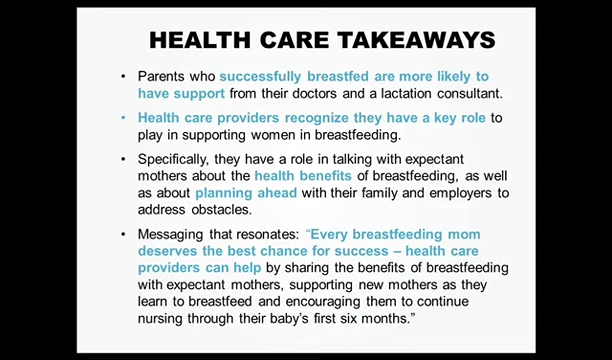 HEALTH CARE TAKEAWAYS
• Parents who successfully breastfed are more likely to
have support from their doctors and a lactation consultant.
• Health care providers recognize they have a key role to
play in supporting women in breastfeeding.
• Specifically, they have a role in talking with expectant
mothers about the health benefits of breastfeeding, as well
as about planning ahead with their family and employers to
address obstacles.
• Messaging that resonates: “Every breastfeeding mom
deserves the best chance for success – health care
providers can help by sharing the benefits of breastfeeding
with expectant mothers, supporting new mothers as they
learn to breastfeed and encouraging them to continue
nursing through their baby’s first six months.”